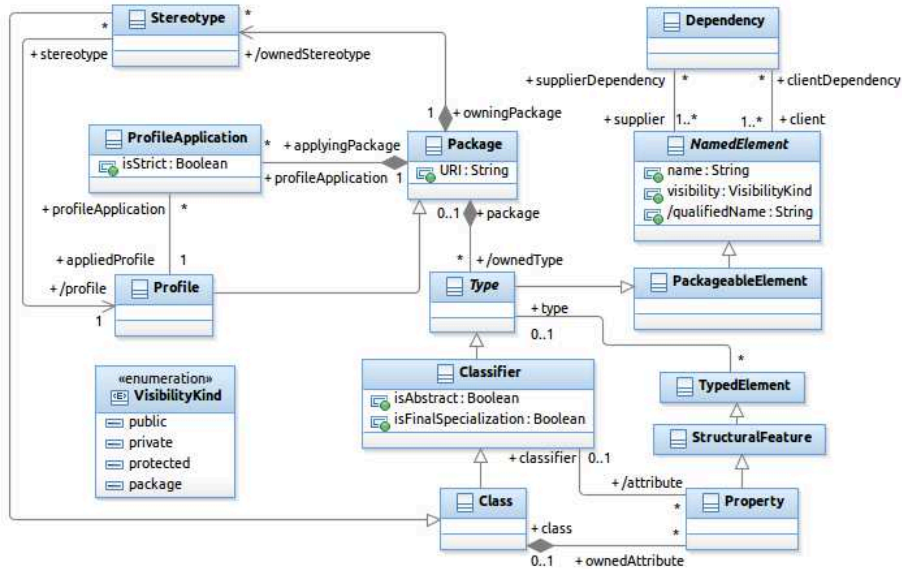 Stereotype
*
*
+ stereotype
+ /ownedStereotype
Dependency
+ supplierDependency
*
*
+ clientDependency
+ supplier
1..*
1..*
+ client
1
+ owningPackage
ProfileApplication
isStrict : Boolean
*
+ applyingPackage
+ profileApplication
1
Package
URI : String
NamedElement
name : String
visibility : VisibilityKind
/qualifiedName : String
+ profileApplication
*
0..1
+ package
+ appliedProfile
1
*
+ /ownedType
+ /profile
1
Profile
Type
PackageableElement
+ type
0..1
*
«enumeration»
VisibilityKind
public
private
protected
package
Classifier
isAbstract : Boolean
isFinalSpecialization : Boolean
TypedElement
StructuralFeature
+ classifier
0..1
+ /attribute
*
Class
Property
+ class
*
0..1
+ ownedAttribute